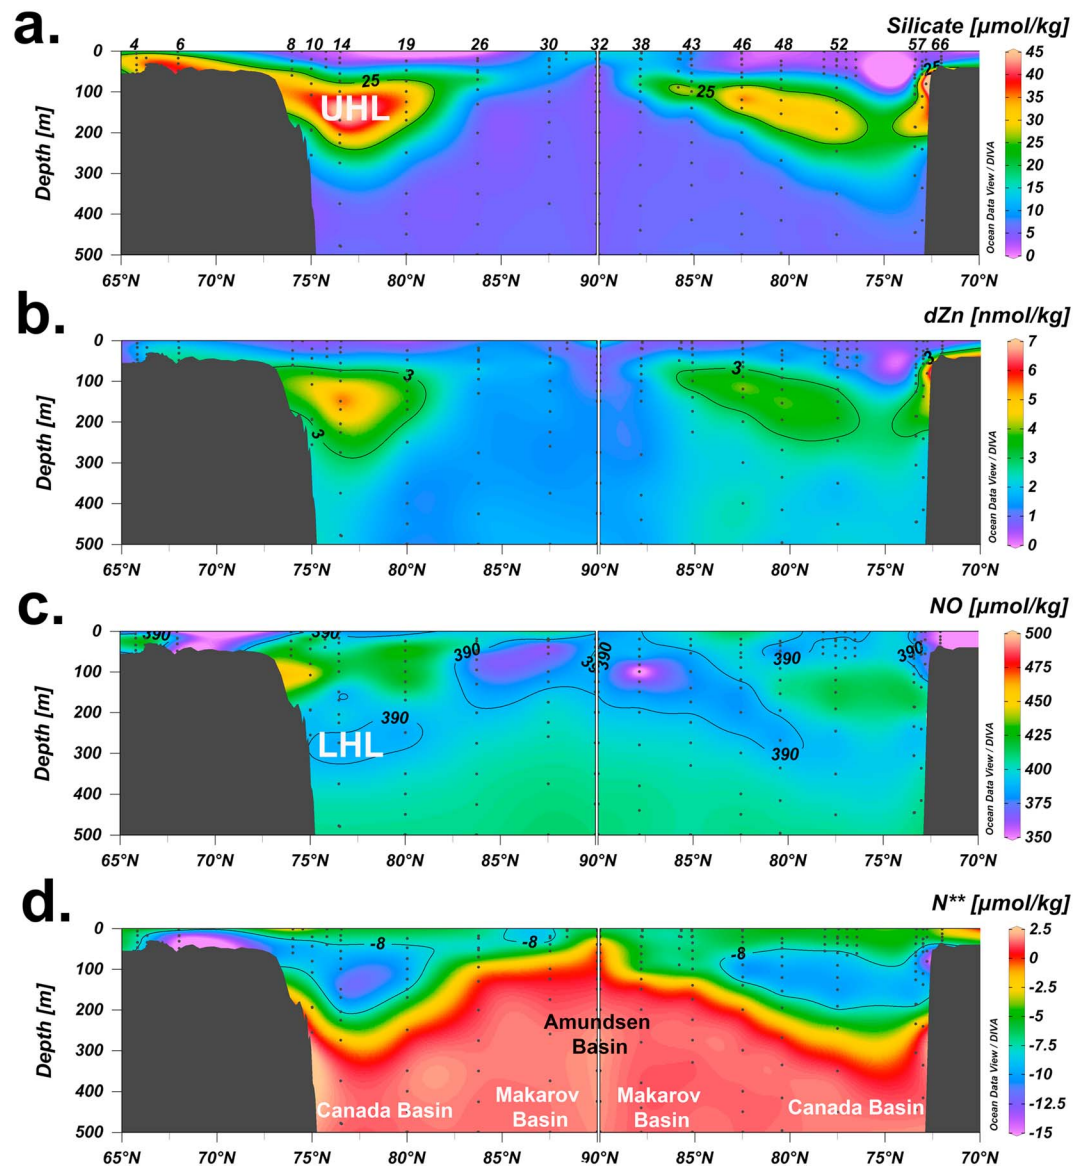 a.
Silicate [µmol/kg]
4 6 8 10 14 19 26 30 32 38 43 46 48 52 57 66
0
100
200
300
400
500
Depth [m]
25
UHL
25
25
65°N 70°N 75°N 80°N 85°N 90°N 85°N 80°N 75°N 70°N
Ocean Data View / DIVA
45
40
35
30
25
20
15
10
5
0
b.
dZn [nmol/kg]
0
100
200
300
400
500
Depth [m]
3
3
3
3
65°N 70°N 75°N 80°N 85°N 90°N 85°N 80°N 75°N 70°N
Ocean Data View / DIVA
7
6
5
4
3
2
1
0
c.
NO [µmol/kg]
0
100
200
300
400
500
Depth [m]
390
390
390
390
390
390
390
390
LHL
65°N 70°N 75°N 80°N 85°N 90°N 85°N 80°N 75°N 70°N
Ocean Data View / DIVA
500
475
450
425
400
375
350
d.
N** [µmol/kg]
0
100
200
300
400
500
Depth [m]
-8
-8
-8
Amundsen
Basin
Canada Basin
Makarov
Basin
Makarov
Basin
Canada Basin
65°N 70°N 75°N 80°N 85°N 90°N 85°N 80°N 75°N 70°N
Ocean Data View / DIVA
2.5
0
-2.5
-5
-7.5
-10
-12.5
-15